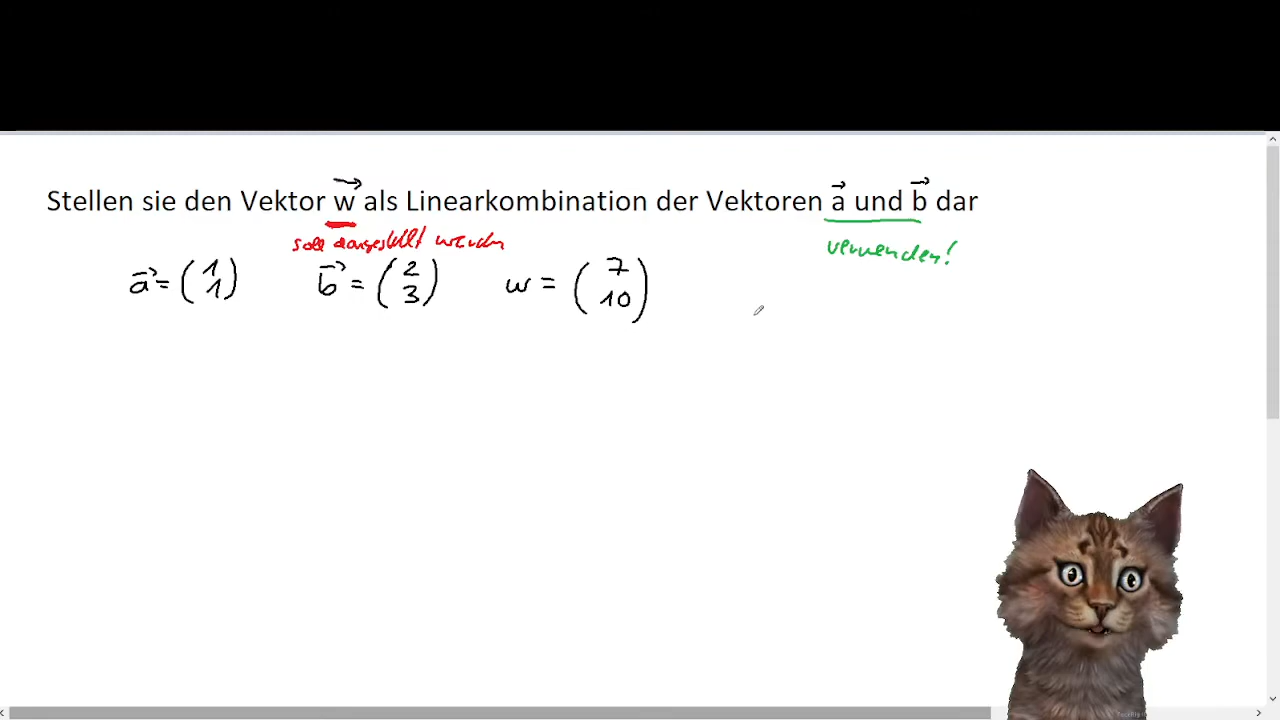 Stellen sie den Vektor w⃗ als Linearkombination der Vektoren a⃗ und b⃗ dar
soll dargestellt werden
verwenden!
a⃗ = (1 1) b⃗ = (2 3) w = (7 10)